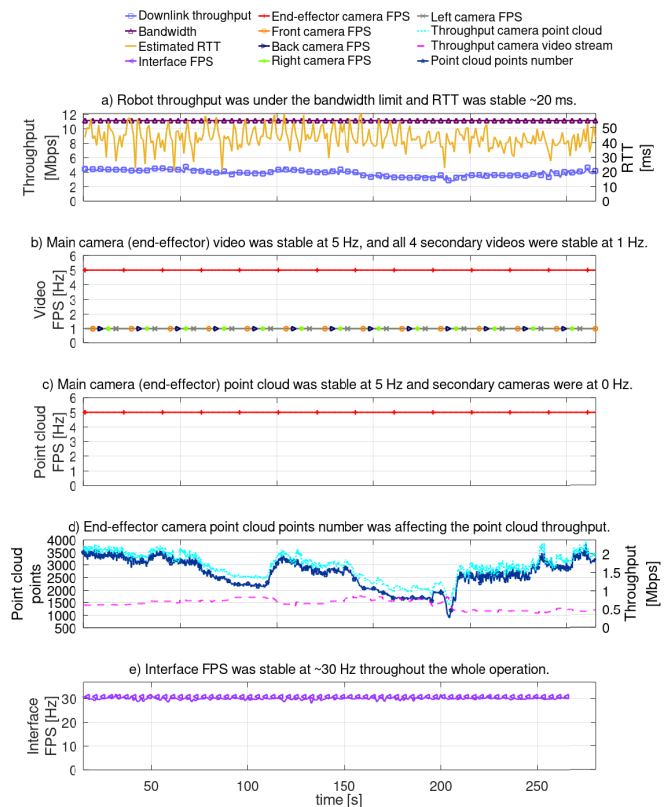 Downlink throughput
Bandwidth
Estimated RTT
Interface FPS
End-effector camera FPS
Front camera FPS
Back camera FPS
Right camera FPS
Left camera FPS
Throughput camera point cloud
Throughput camera video stream
Point cloud points number
a) Robot throughput was under the bandwidth limit and RTT was stable ~20 ms.
Throughput
[Mbps]
12
10
8
6
4
2
0
50
40
30
20
10
0
RTT
[ms]
b) Main camera (end-effector) video was stable at 5 Hz, and all 4 secondary videos were stable at 1 Hz.
Video
FPS [Hz]
6
5
4
3
2
1
0
c) Main camera (end-effector) point cloud was stable at 5 Hz and secondary cameras were at 0 Hz.
Point cloud
FPS [Hz]
6
5
4
3
2
1
0
d) End-effector camera point cloud points number was affecting the point cloud throughput.
Point cloud
points
4000
3500
3000
2500
2000
1500
1000
500
2
1.5
1
0.5
0
Throughput
[Mbps]
e) Interface FPS was stable at ~30 Hz throughout the whole operation.
Interface
FPS [Hz]
30
20
10
0
50
100
150
200
250
time [s]